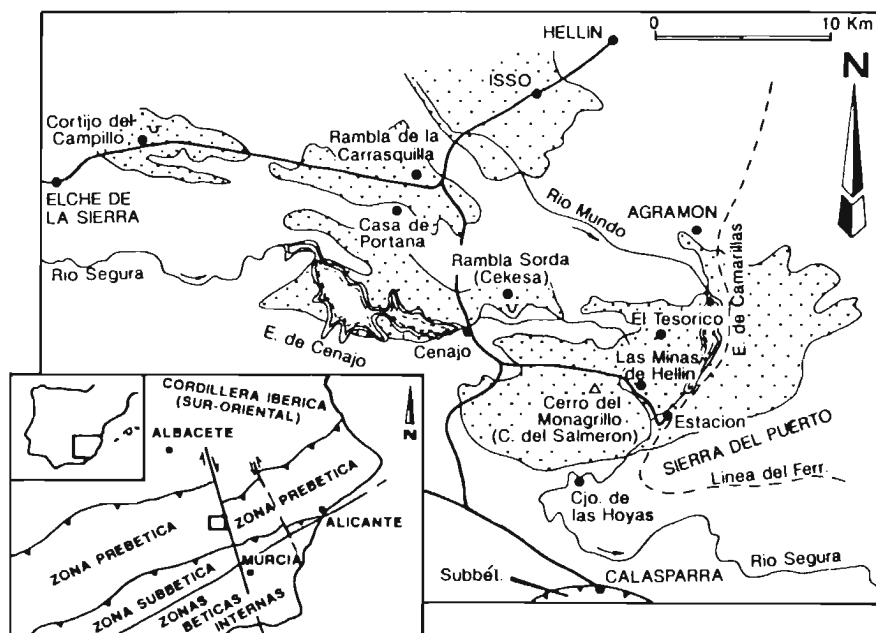 0 10 Km
HELLIN
ISSO
N
Cortijo del
Campillo
Rambla de la
Carrasquilla
ELCHE DE
LA SIERRA
Casa de
Portana
Rio Mundo
AGRAMON
Rio Segura
Rambla Sorda
(Cekesa)
E. de Camarillas
El Tesorico
E. de Cenajo
Cenajo
Las Minas
de Hellin
Cerro del
Monagrillo
(C. del Salmeron)
Estacion
SIERRA DEL PUERTO
Linea del Ferr.
Cjo. de
las Hoyas
Rio Segura
Subbét.
CALASPARRA
CORDILLERA IBERICA
(SUR-ORIENTAL)
N
ALBACETE
ZONA PREBETICA
ZONA PREBETICA
ALICANTE
MURCIA
ZONA SUBBETICA
ZONAS
BETICAS
INTERNAS